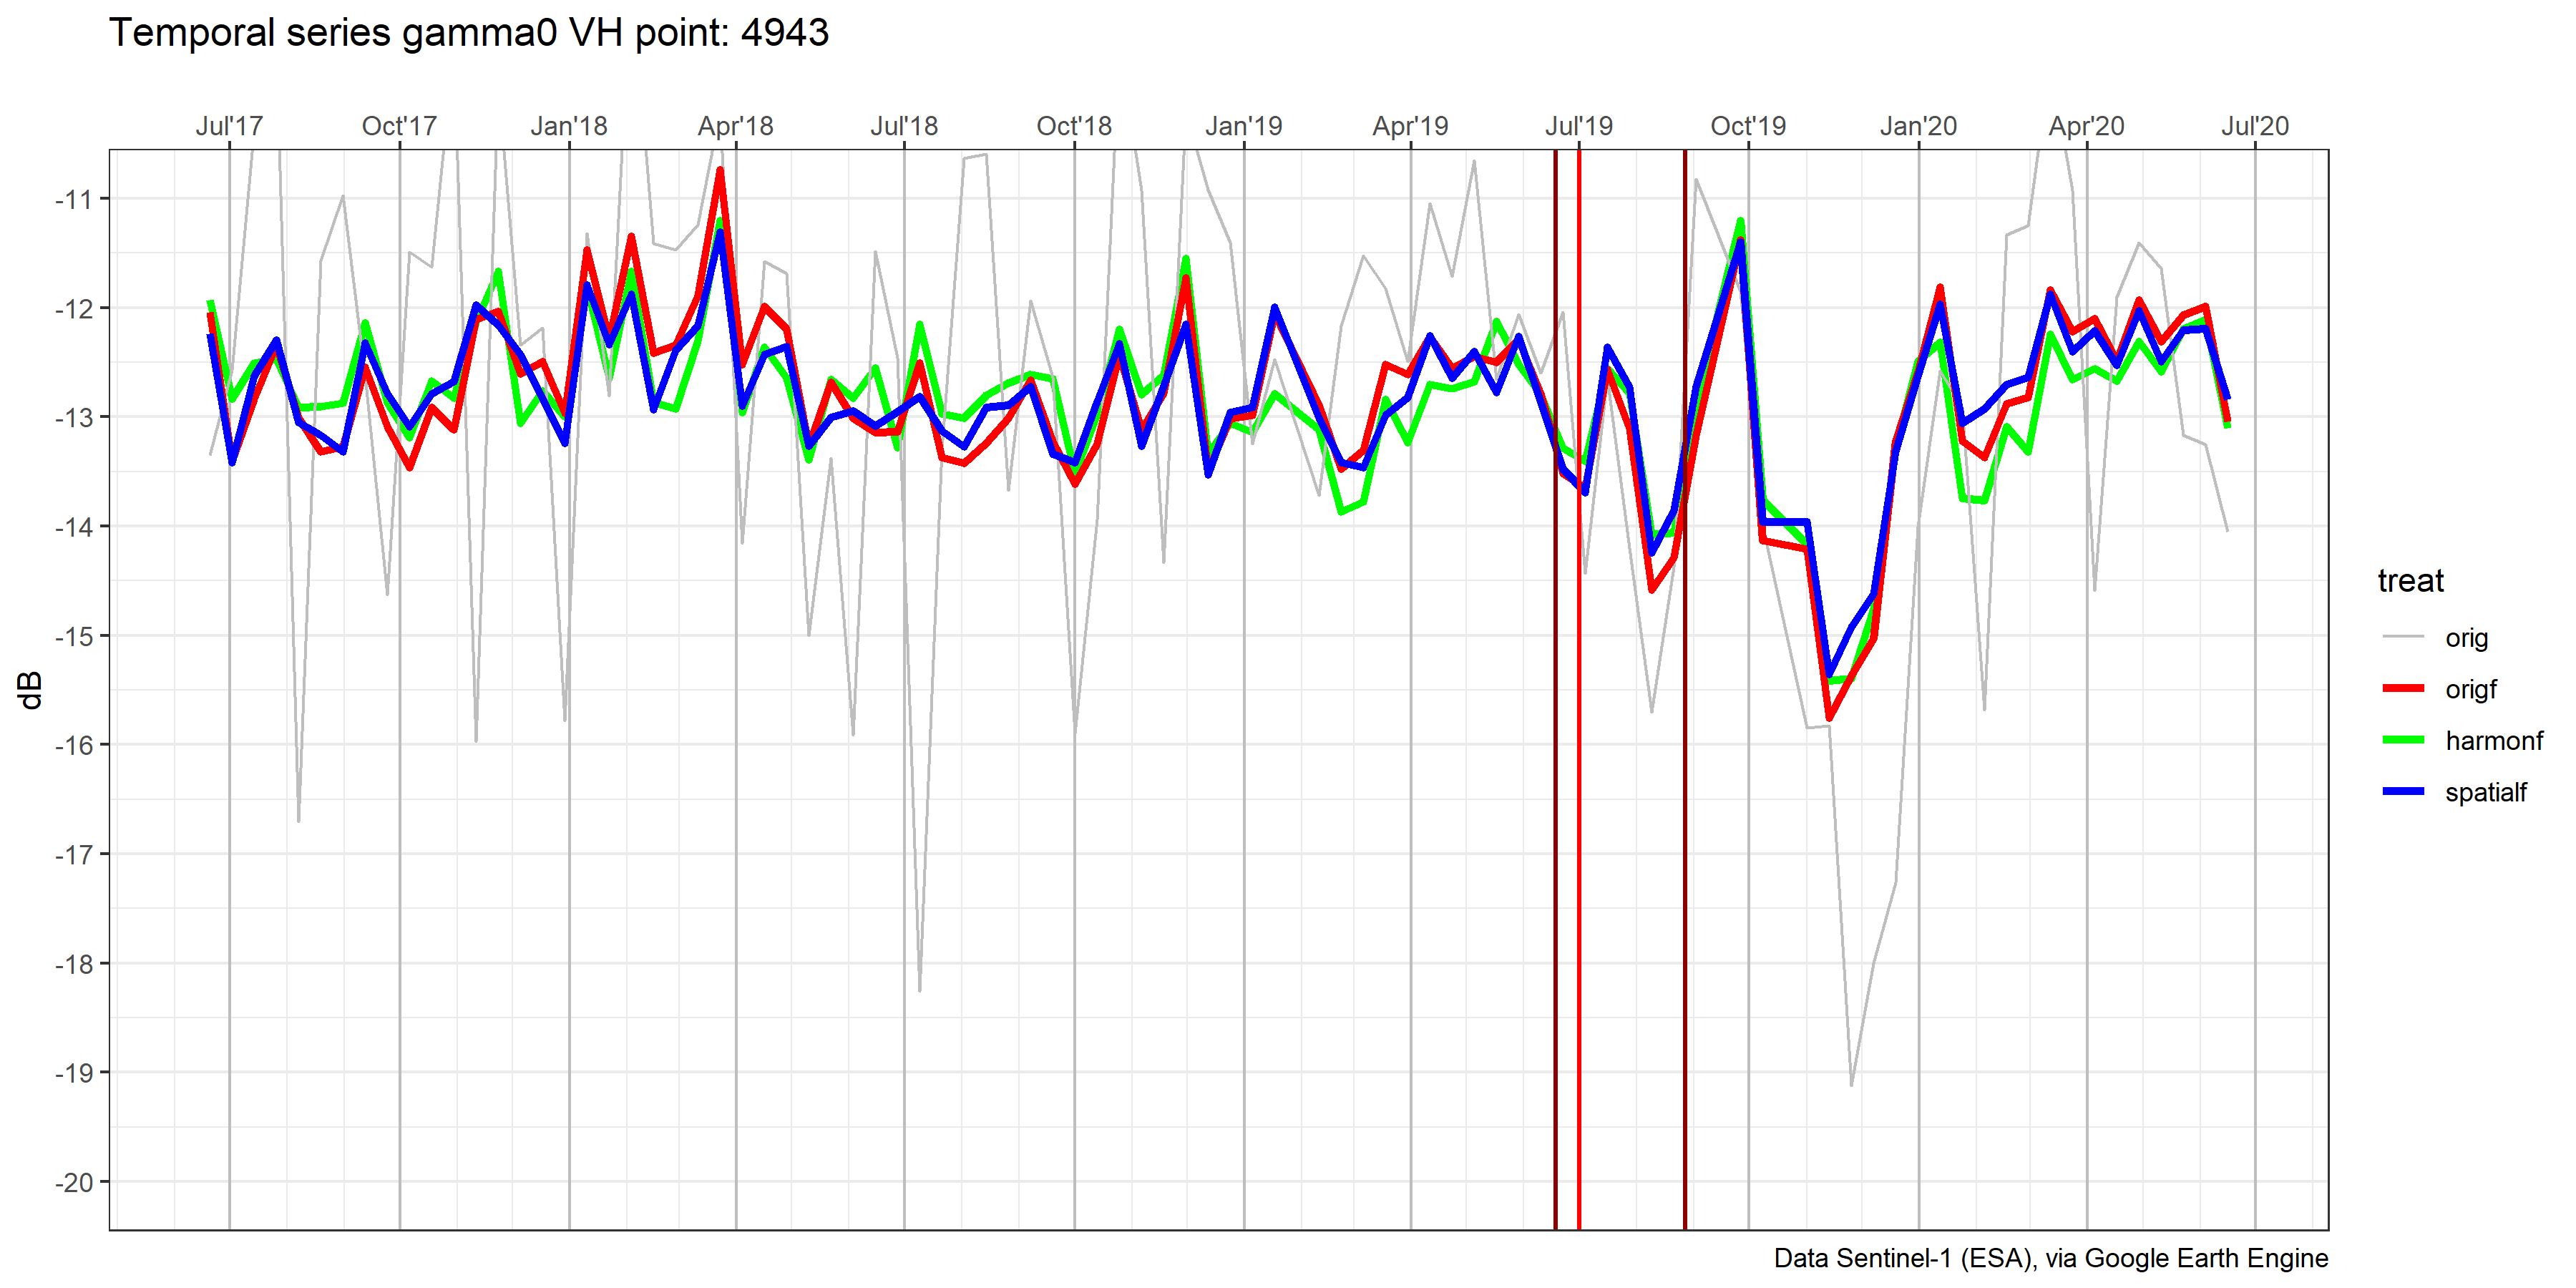 Temporal series gamma0 VH point: 4943
Jul'17 Oct'17 Jan'18 Apr'18 Jul'18 Oct'18 Jan'19 Apr'19 Jul'19 Oct'19 Jan'20 Apr'20 Jul'20
-11
-12
-13
-14
-15
-16
-17
-18
-19
-20
dB
treat
orig
origf
harmonf
spatialf
Data Sentinel-1 (ESA), via Google Earth Engine